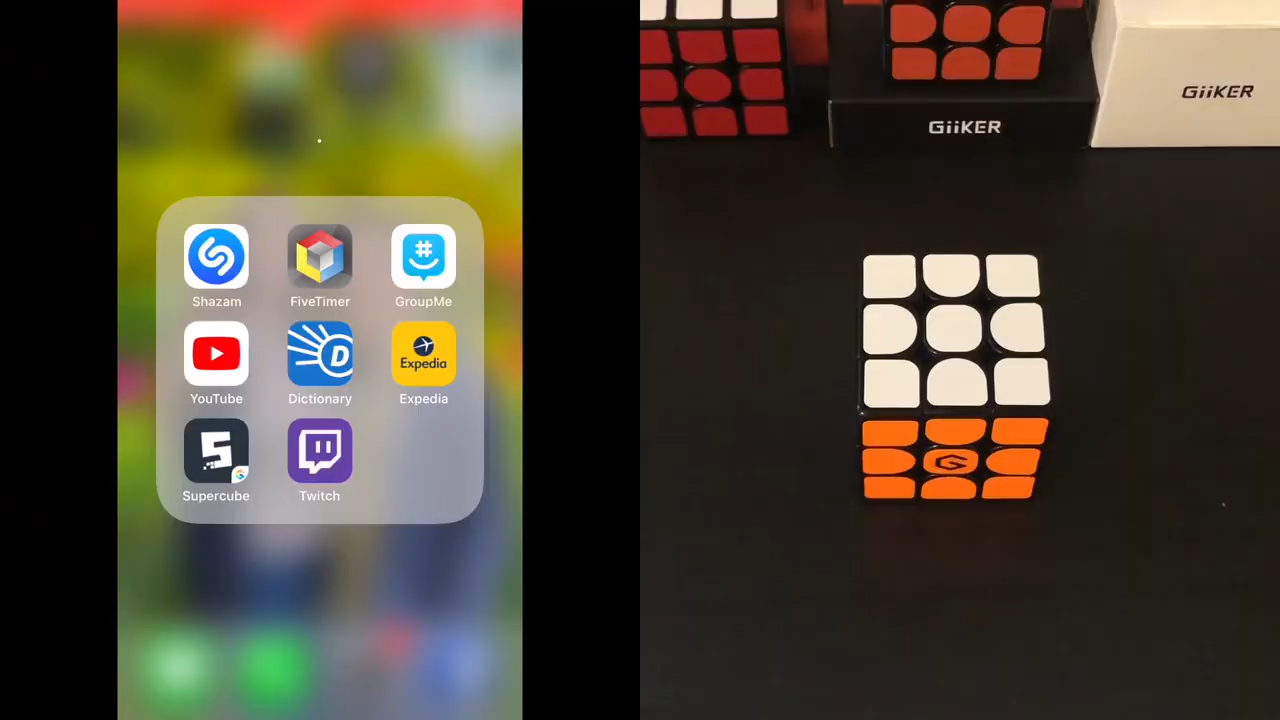 Shazam
FiveTimer
#
GroupMe
YouTube
D
Dictionary
Expedia
Expedia
S
Supercube
Twitch
GiiKER
GiiKER
G